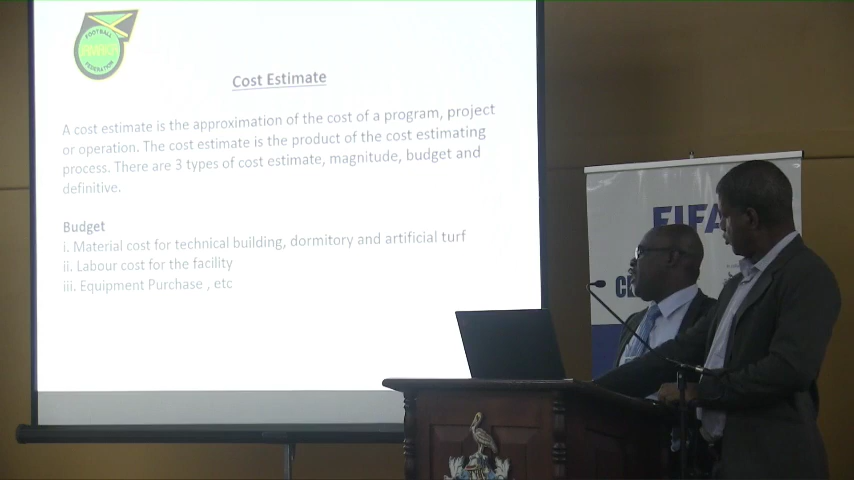 FOOTBALL
FEDERATION
Cost Estimate
A cost estimate is the approximation of the cost of a program, project
or operation. The cost estimate is the product of the cost estimating
process. There are 3 types of cost estimate, magnitude, budget and
definitive.
Budget
i. Material cost for technical building, dormitory and artificial turf
ii. Labour cost for the facility
iii. Equipment Purchase , etc
FIFA